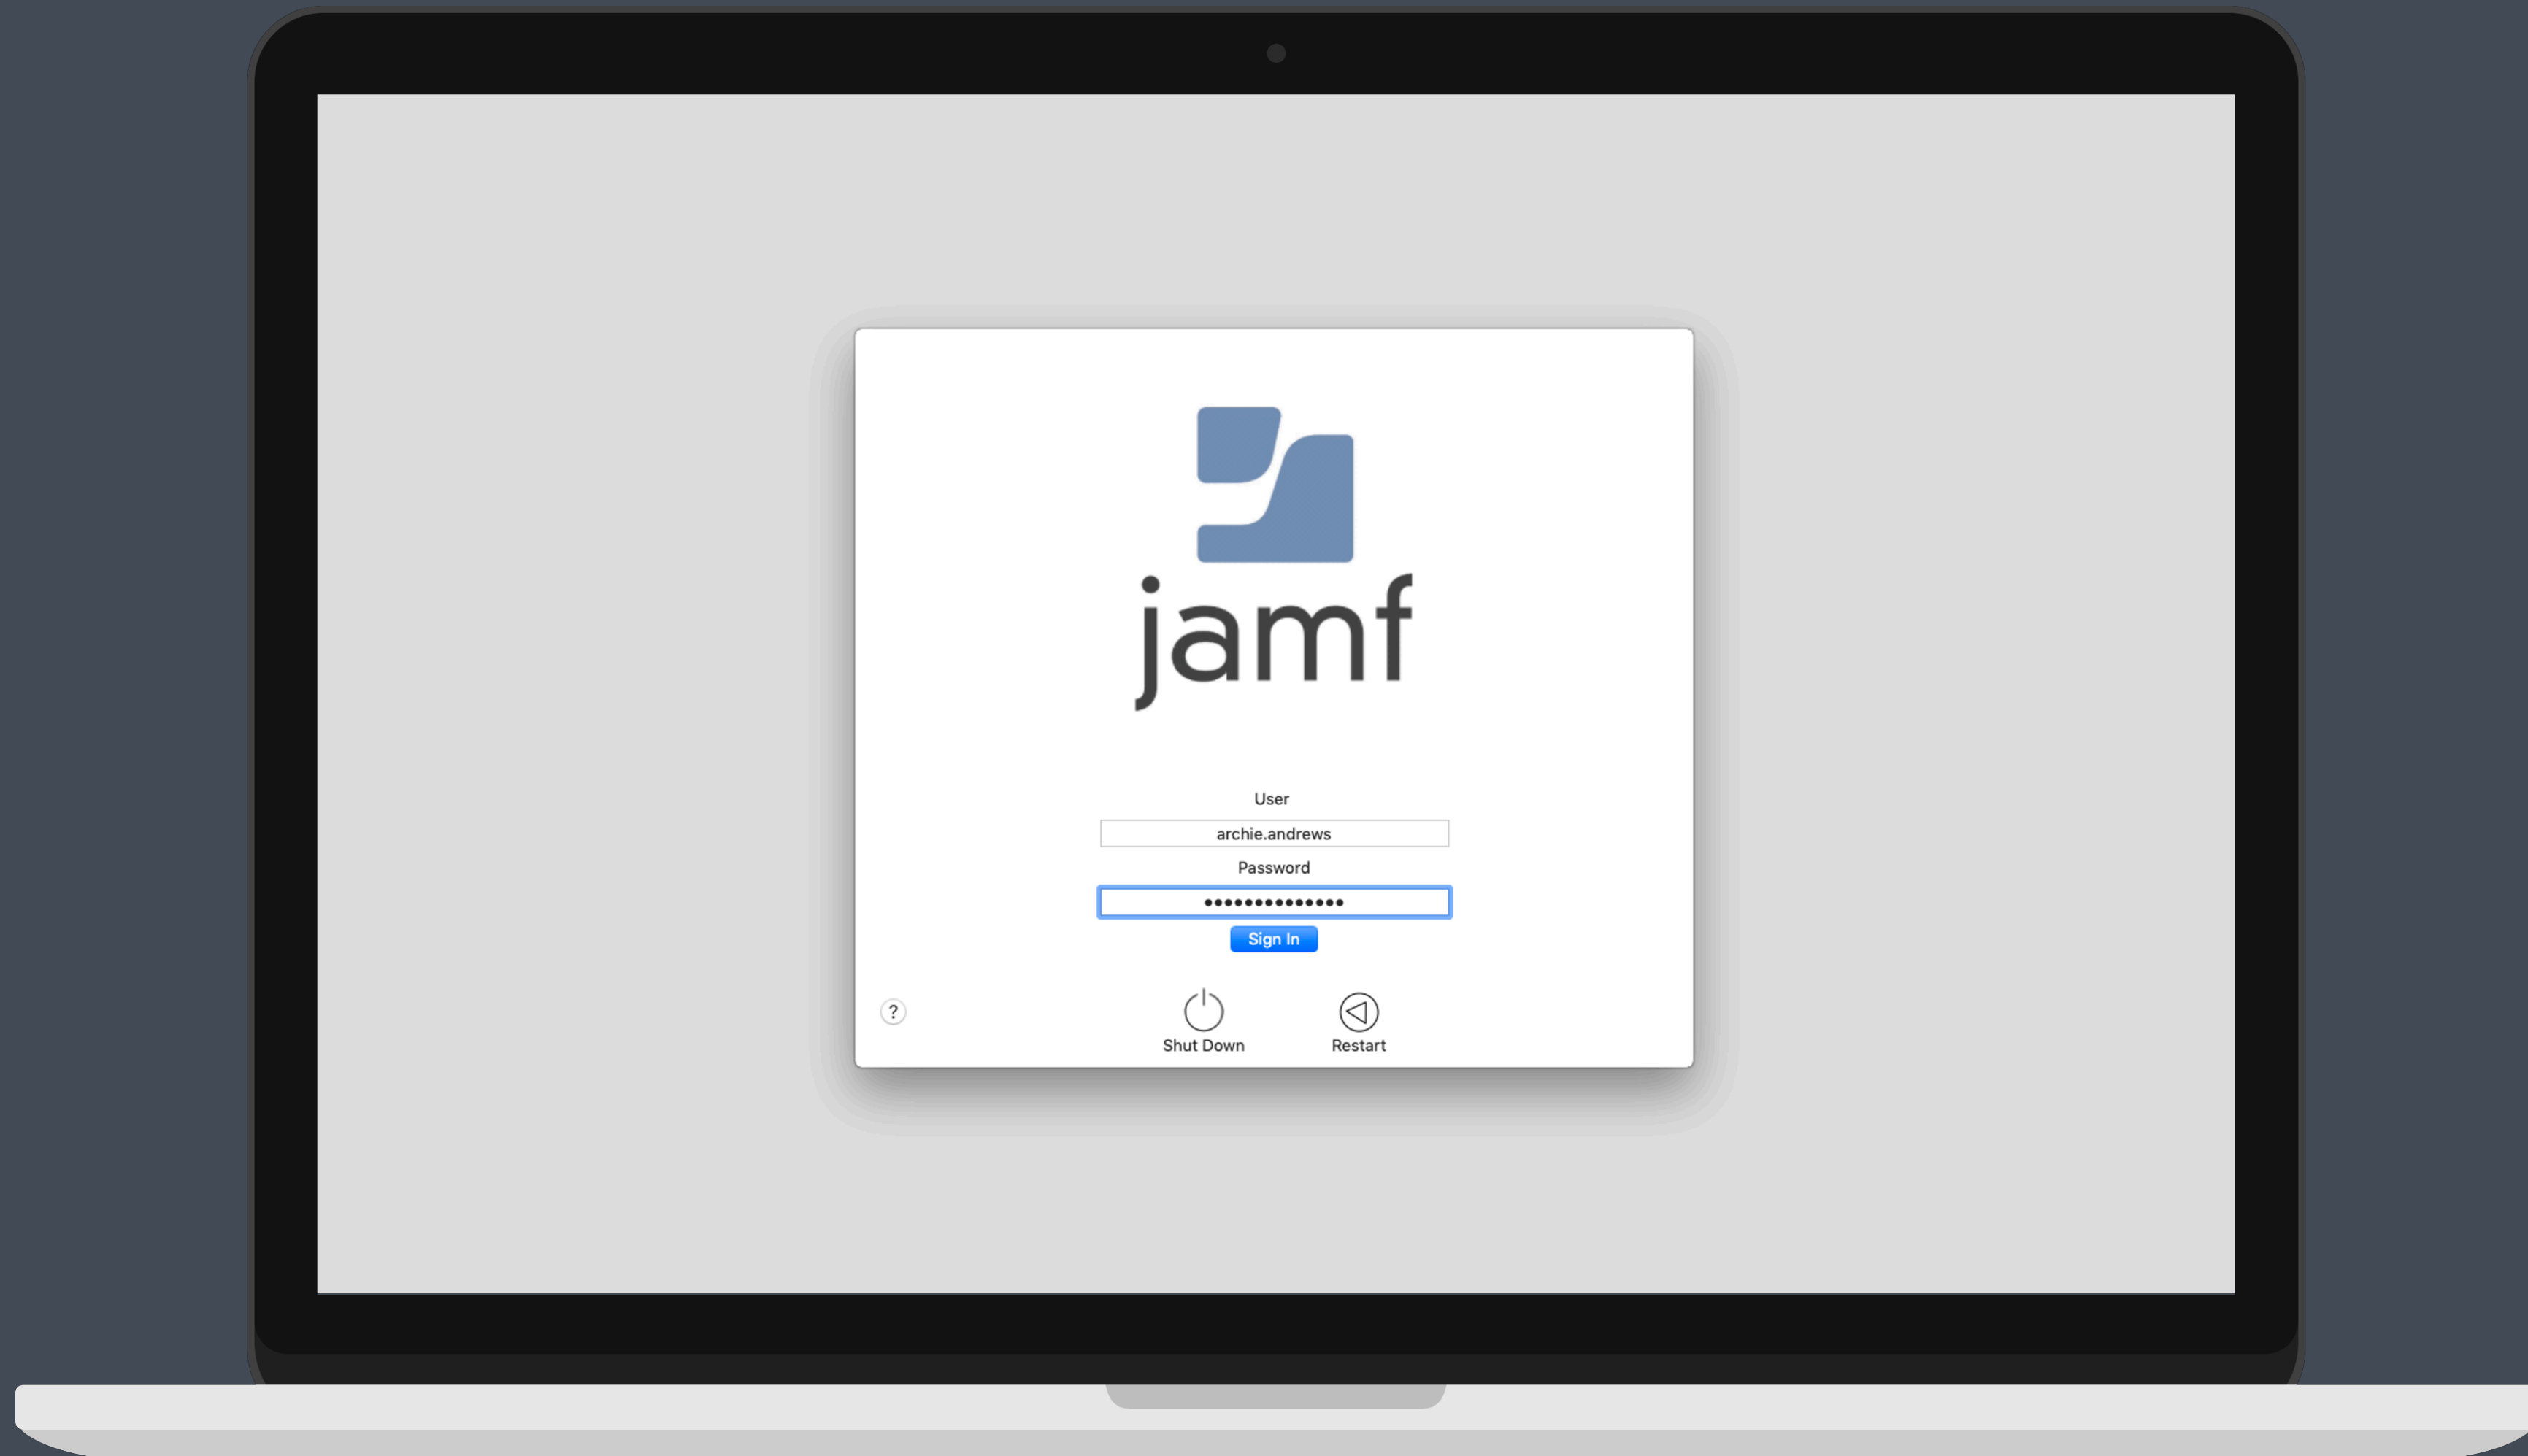 jamf
User
archie.andrews
Password
••••••••••••••
Sign In
?
Shut Down
Restart